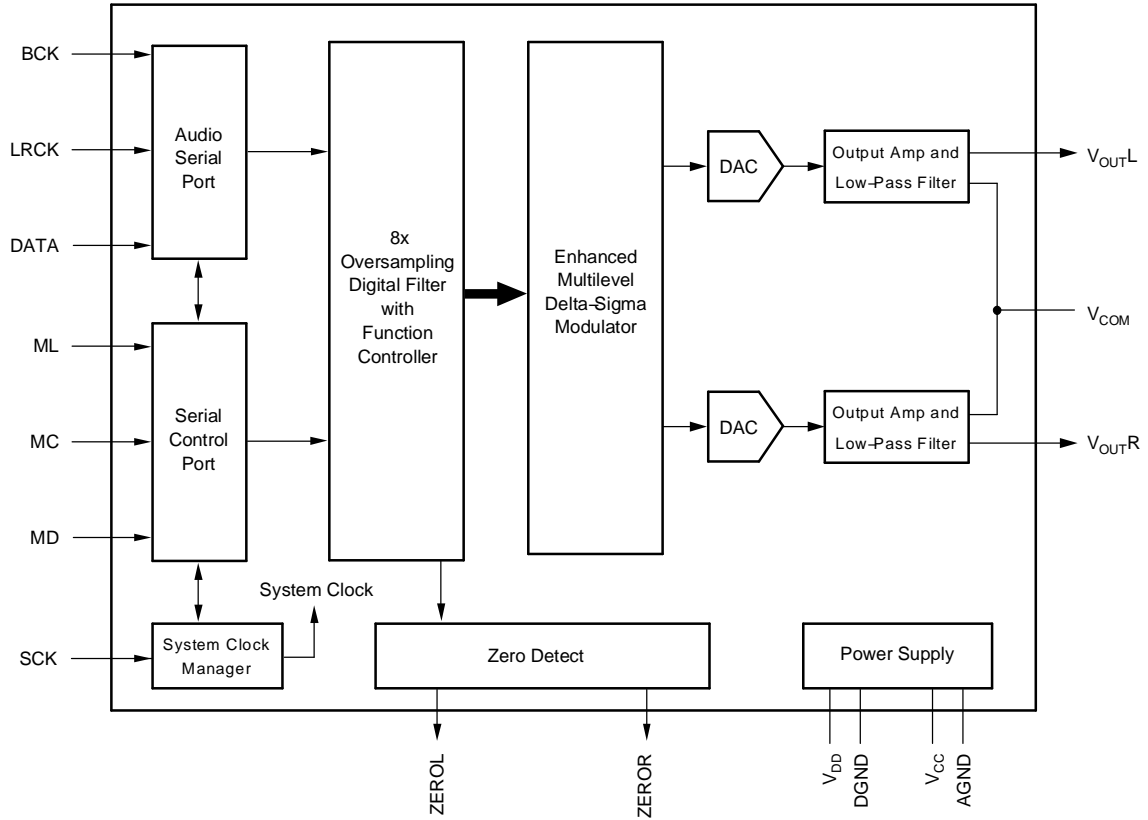 BCK
LRCK
DATA
ML
MC
MD
SCK
Audio
Serial
Port
Serial
Control
Port
System Clock
Manager
System Clock
8x
Oversampling
Digital Filter
with
Function
Controller
Enhanced
Multilevel
Delta–Sigma
Modulator
DAC
Output Amp and
Low–Pass Filter
DAC
Output Amp and
Low–Pass Filter
VOUTL
VCOM
VOUTR
Zero Detect
Power Supply
ZEROL
ZEROR
VDD
DGND
VCC
AGND